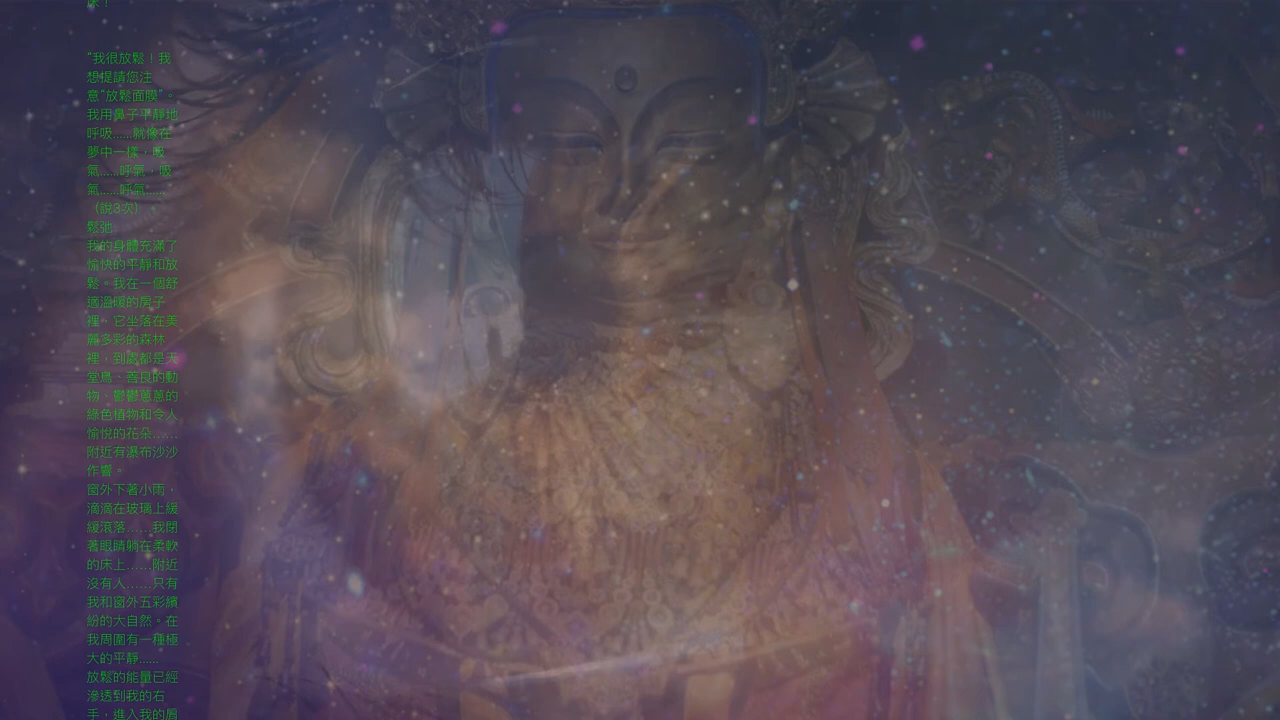 床！
“我很放鬆！我
想提請您注
意“放鬆面膜”。
我用鼻子平靜地
呼吸......就像在
夢中一樣，吸
氣......呼氣，吸
氣......呼氣......
（說3次）。
鬆弛
我的身體充滿了
愉快的平靜和放
鬆。我在一個舒
適溫暖的房子
裡。它坐落在美
麗多彩的森林
裡，到處都是天
堂鳥、善良的動
物、鬱鬱蔥蔥的
綠色植物和令人
愉悅的花朵......
附近有瀑布沙沙
作響。
窗外下著小雨，
滴滴在玻璃上緩
緩滾落......我閉
著眼睛躺在柔軟
的床上......附近
沒有人......只有
我和窗外五彩繽
紛的大自然。在
我周圍有一種極
大的平靜......
放鬆的能量已經
滲透到我的右
手，進入我的肩